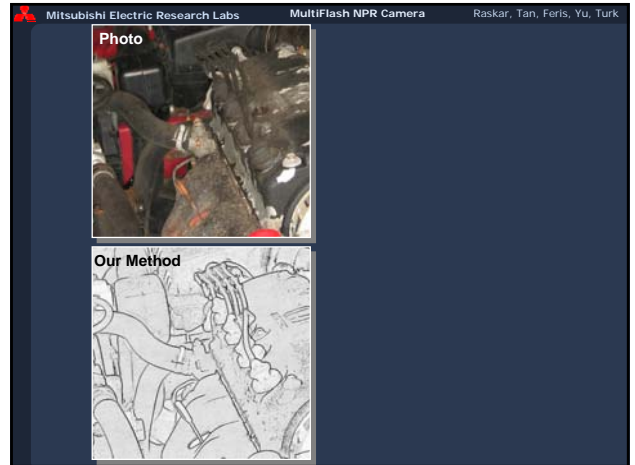 Mitsubishi Electric Research Labs MultiFlash NPR Camera Raskar, Tan, Feris, Yu, Turk
Photo
Our Method